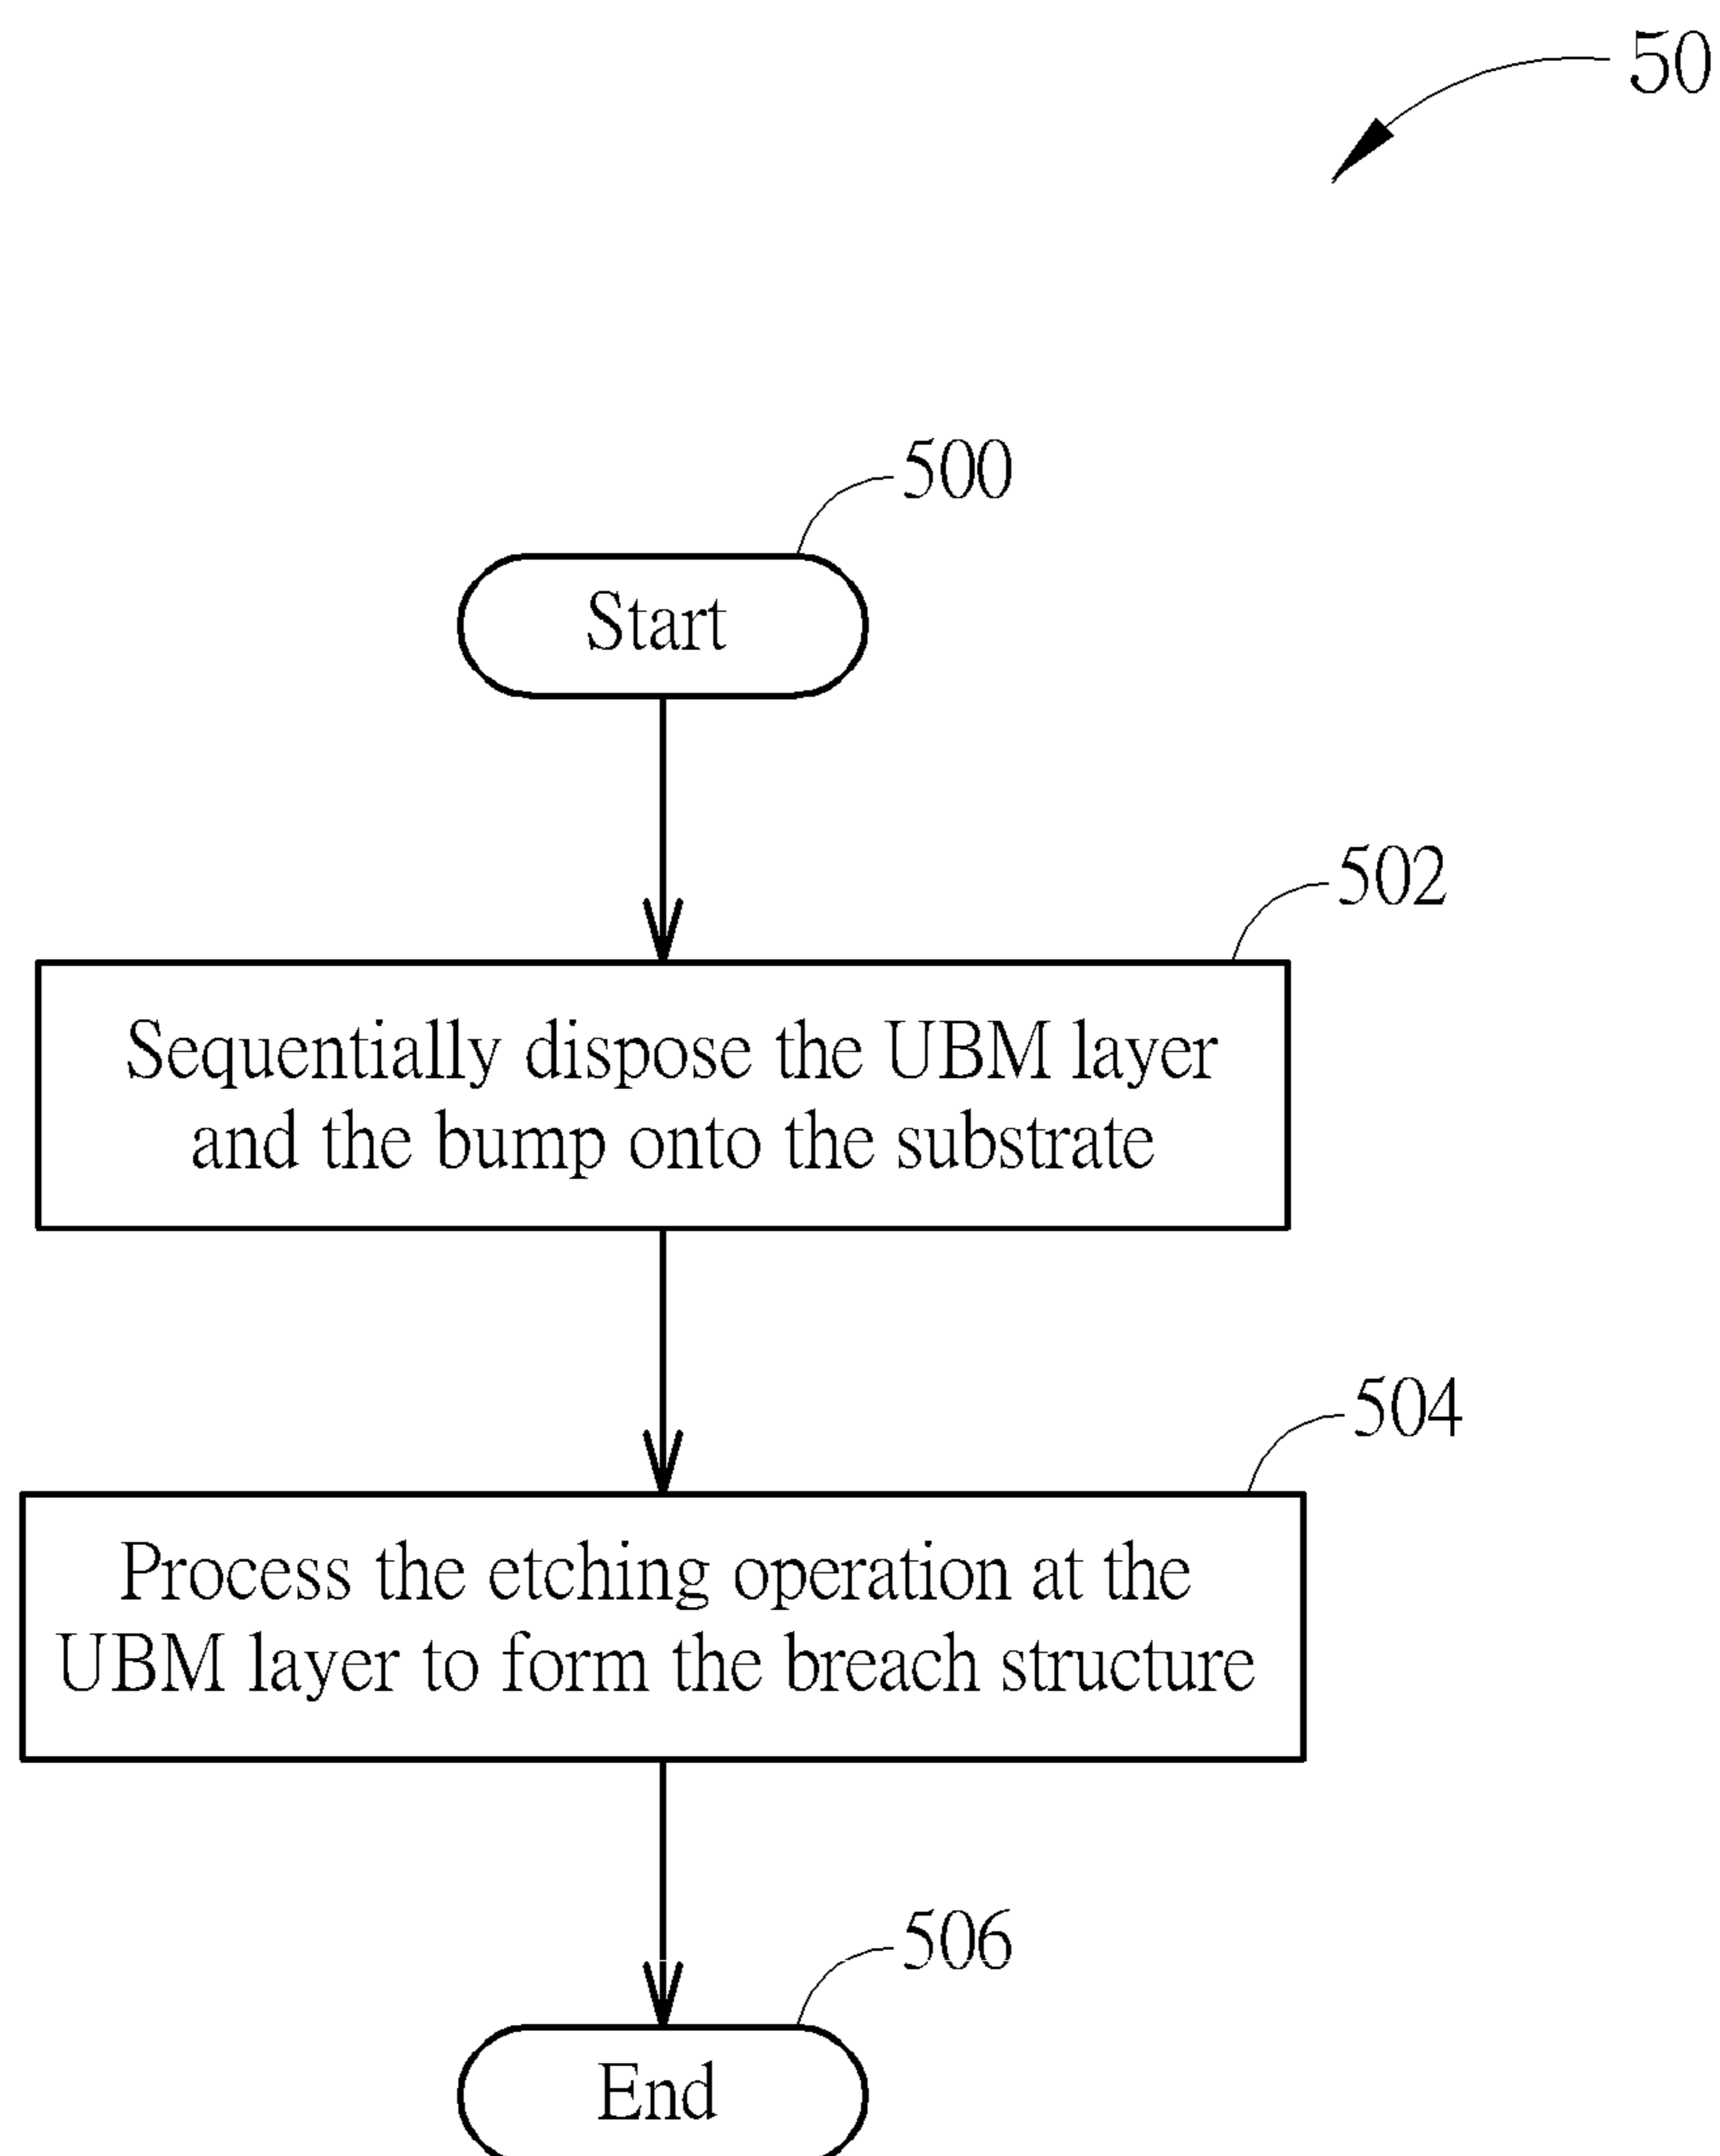 50
500
Start
502
Sequentially dispose the UBM layer
and the bump onto the substrate
504
Process the etching operation at the
UBM layer to form the breach structure
506
End